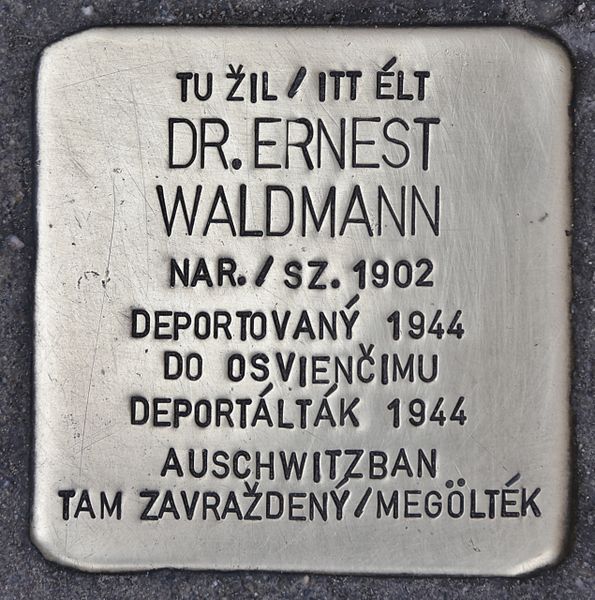 TU ŽIL / ITT ÉLT
DR. ERNEST
WALDMANN
NAR. / SZ. 1902
DEPORTOVANÝ 1944
DO OSVIENČIMU
DEPORTÁLTÁK 1944
AUSCHWITZBAN
TAM ZAVRAŽDENÝ/MEGÖLTÉK